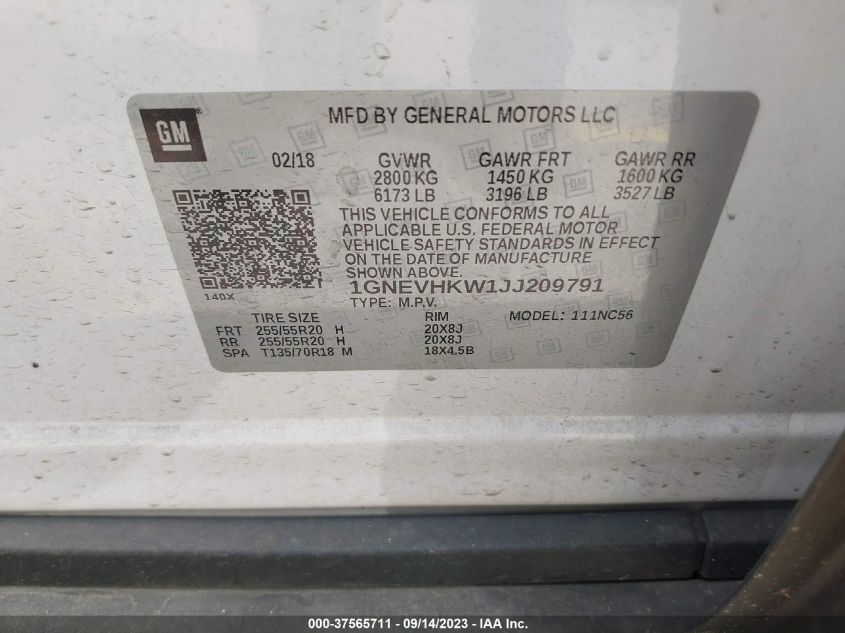 GM
MFD BY GENERAL MOTORS LLC
02/18 GVWR GAWR FRT GAWR RR
2800 KG 1450 KG 1600 KG
6173 LB 3196 LB 3527 LB
THIS VEHICLE CONFORMS TO ALL
APPLICABLE U.S. FEDERAL MOTOR
VEHICLE SAFETY STANDARDS IN EFFECT
ON THE DATE OF MANUFACTURE
SHOWN ABOVE.
1GNEVHKW1JJ209791
140X
TYPE: M.P.V.
TIRE SIZE RIM MODEL: 111NC56
FRT 255/55R20 H 20X8J
RR 255/55R20 H 20X8J
SPA T135/70R18 M 18X4.5B
000-37565711 - 09/14/2023 - IAA Inc.